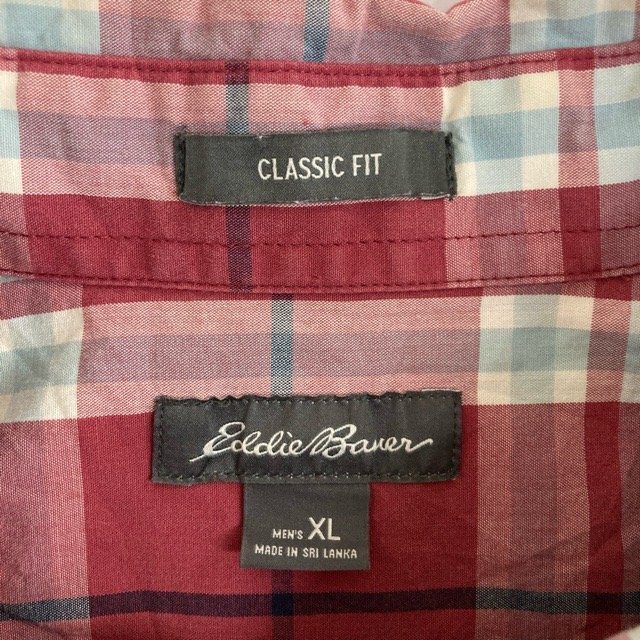 CLASSIC FIT
Eddie Bauer
MEN'S XL
MADE IN SRI LANKA